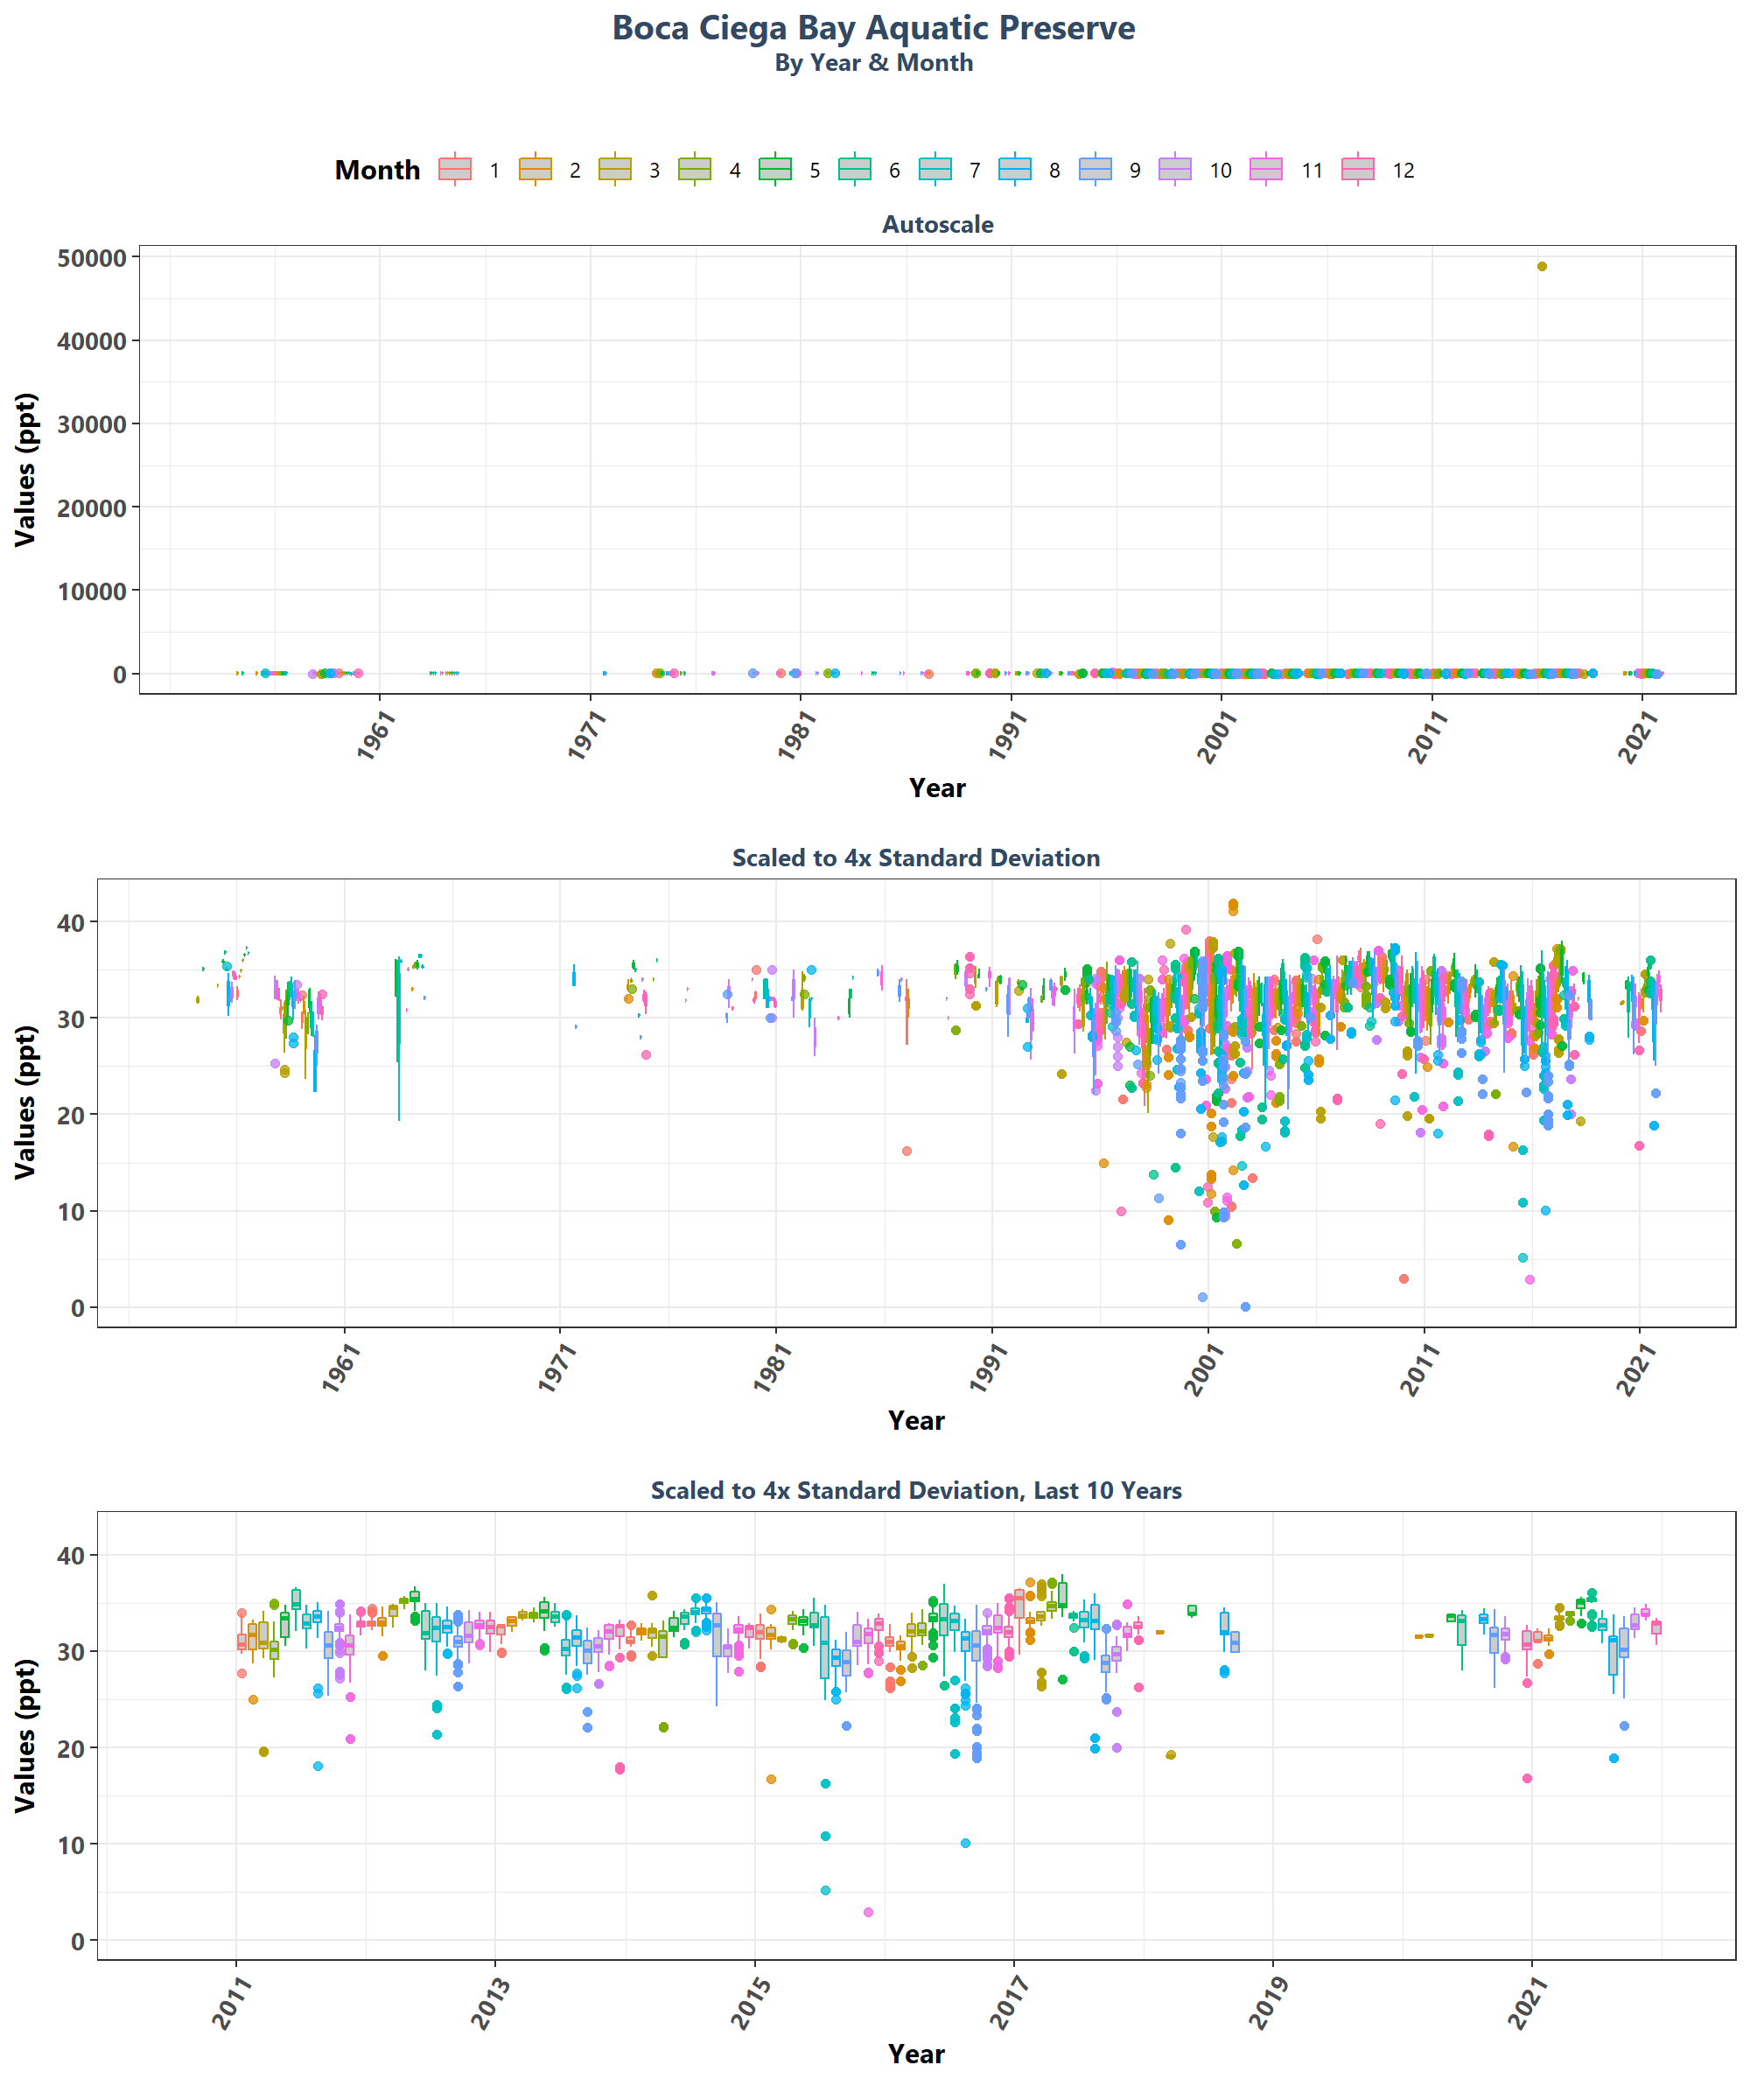 Boca Ciega Bay Aquatic Preserve
By Year & Month
Month 1 2 3 4 5 6 7 8 9 10 11 12
Autoscale
Values (ppt)
50000
40000
30000
20000
10000
0
1961 1971 1981 1991 2001 2011 2021
Year
Scaled to 4x Standard Deviation
Values (ppt)
40
30
20
10
0
1961 1971 1981 1991 2001 2011 2021
Year
Scaled to 4x Standard Deviation, Last 10 Years
Values (ppt)
40
30
20
10
0
2011 2013 2015 2017 2019 2021
Year